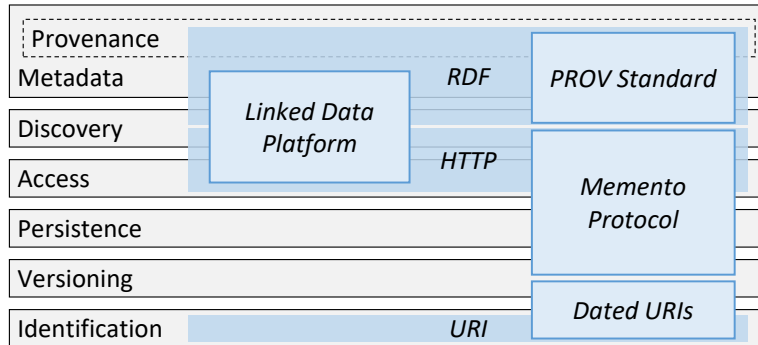 Provenance
Metadata
RDF
PROV Standard
Linked Data
Platform
Discovery
HTTP
Access
Memento
Protocol
Persistence
Versioning
Dated URIs
Identification
URI